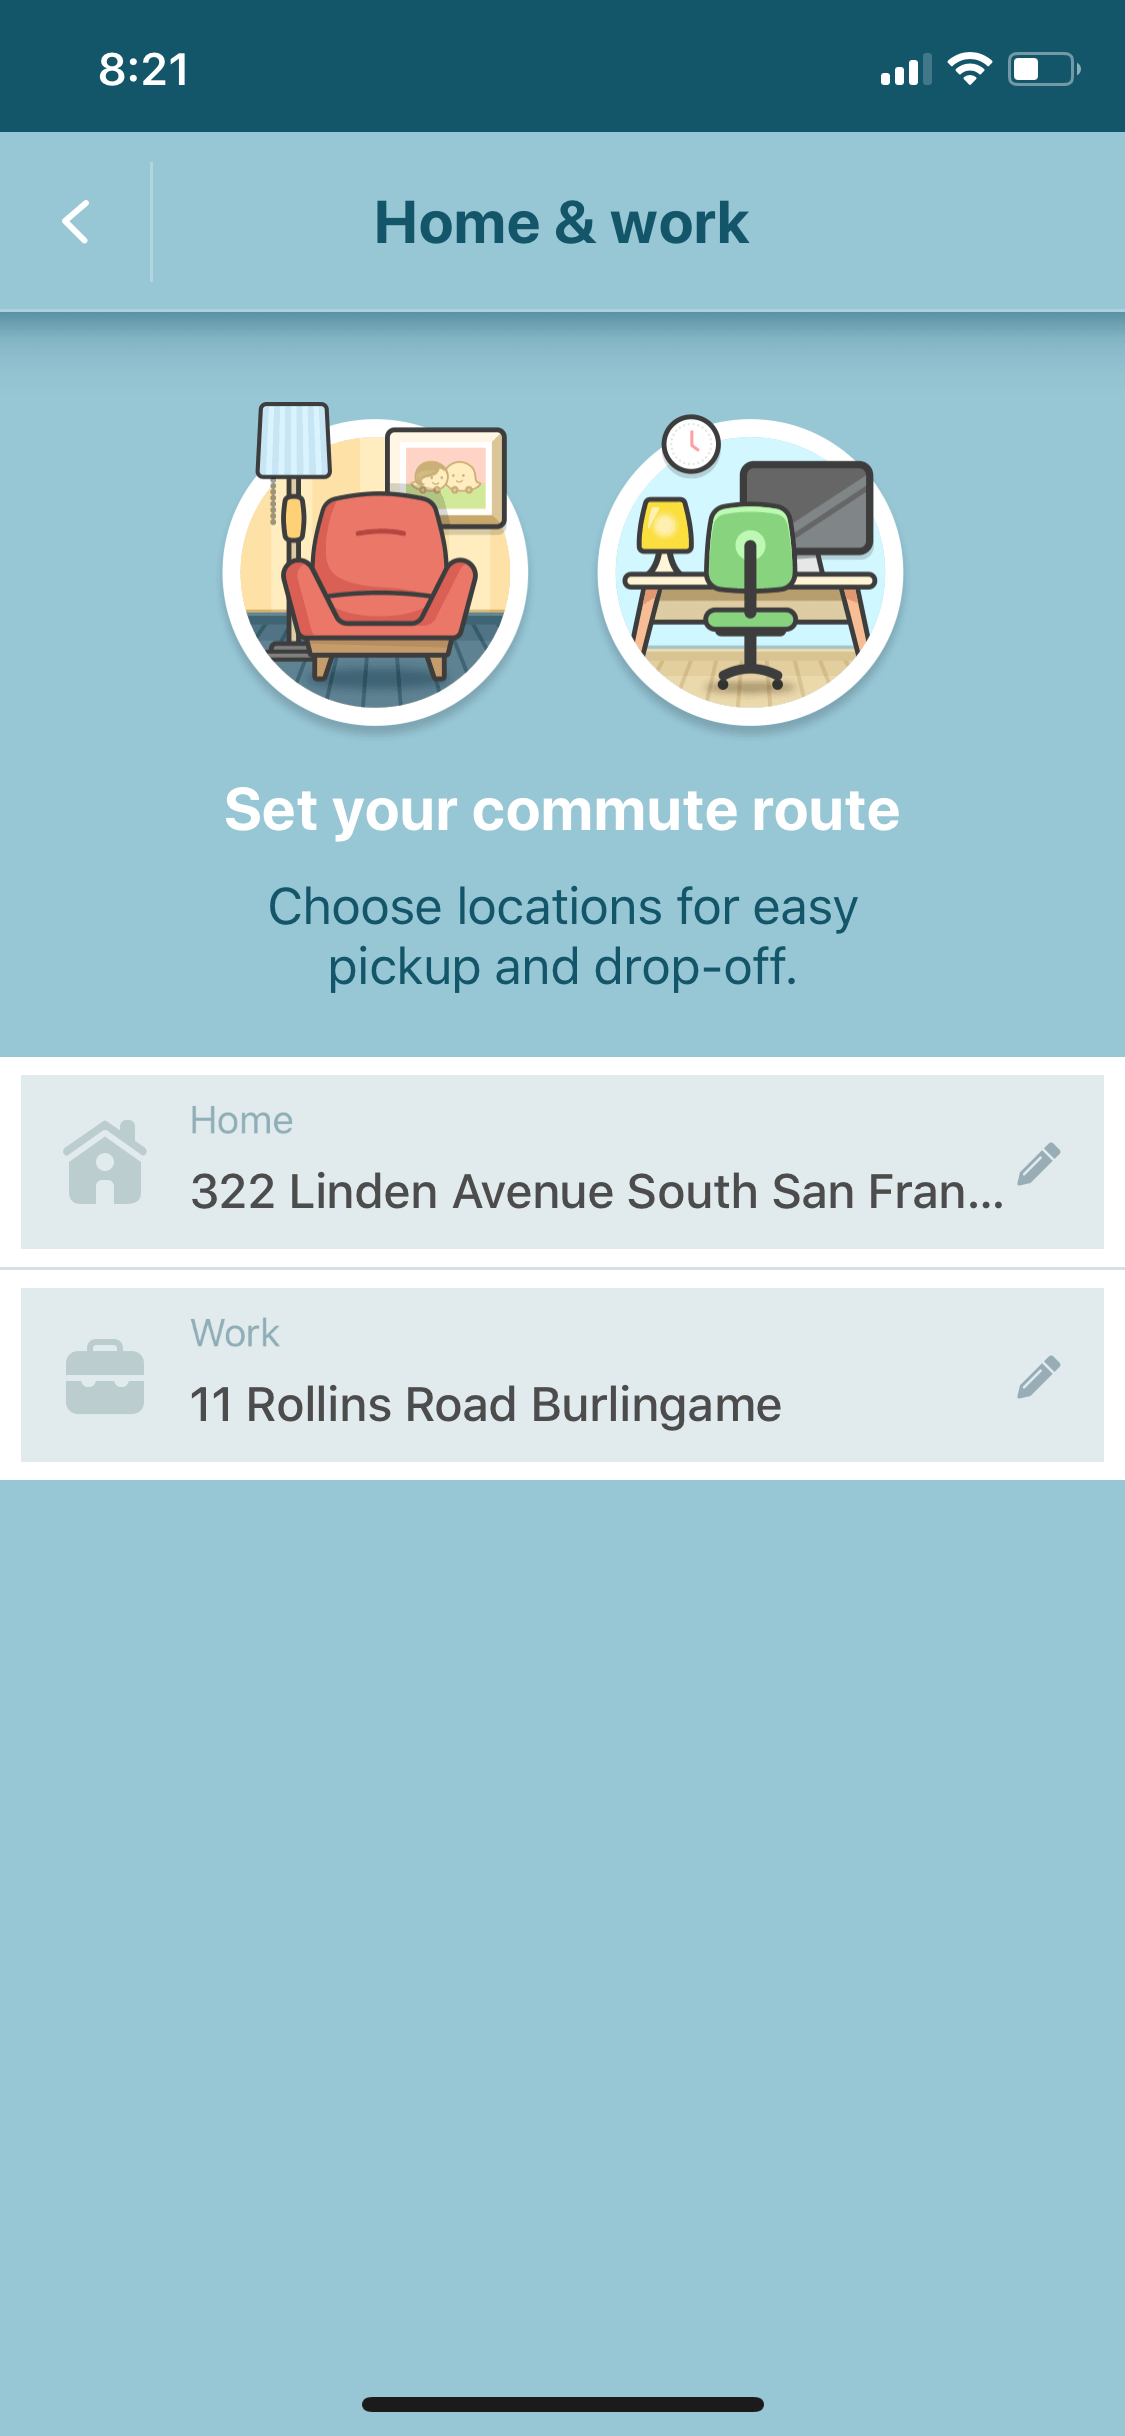 8:21
Home & work
Set your commute route
Choose locations for easy
pickup and drop-off.
Home
322 Linden Avenue South San Fran...
Work
11 Rollins Road Burlingame